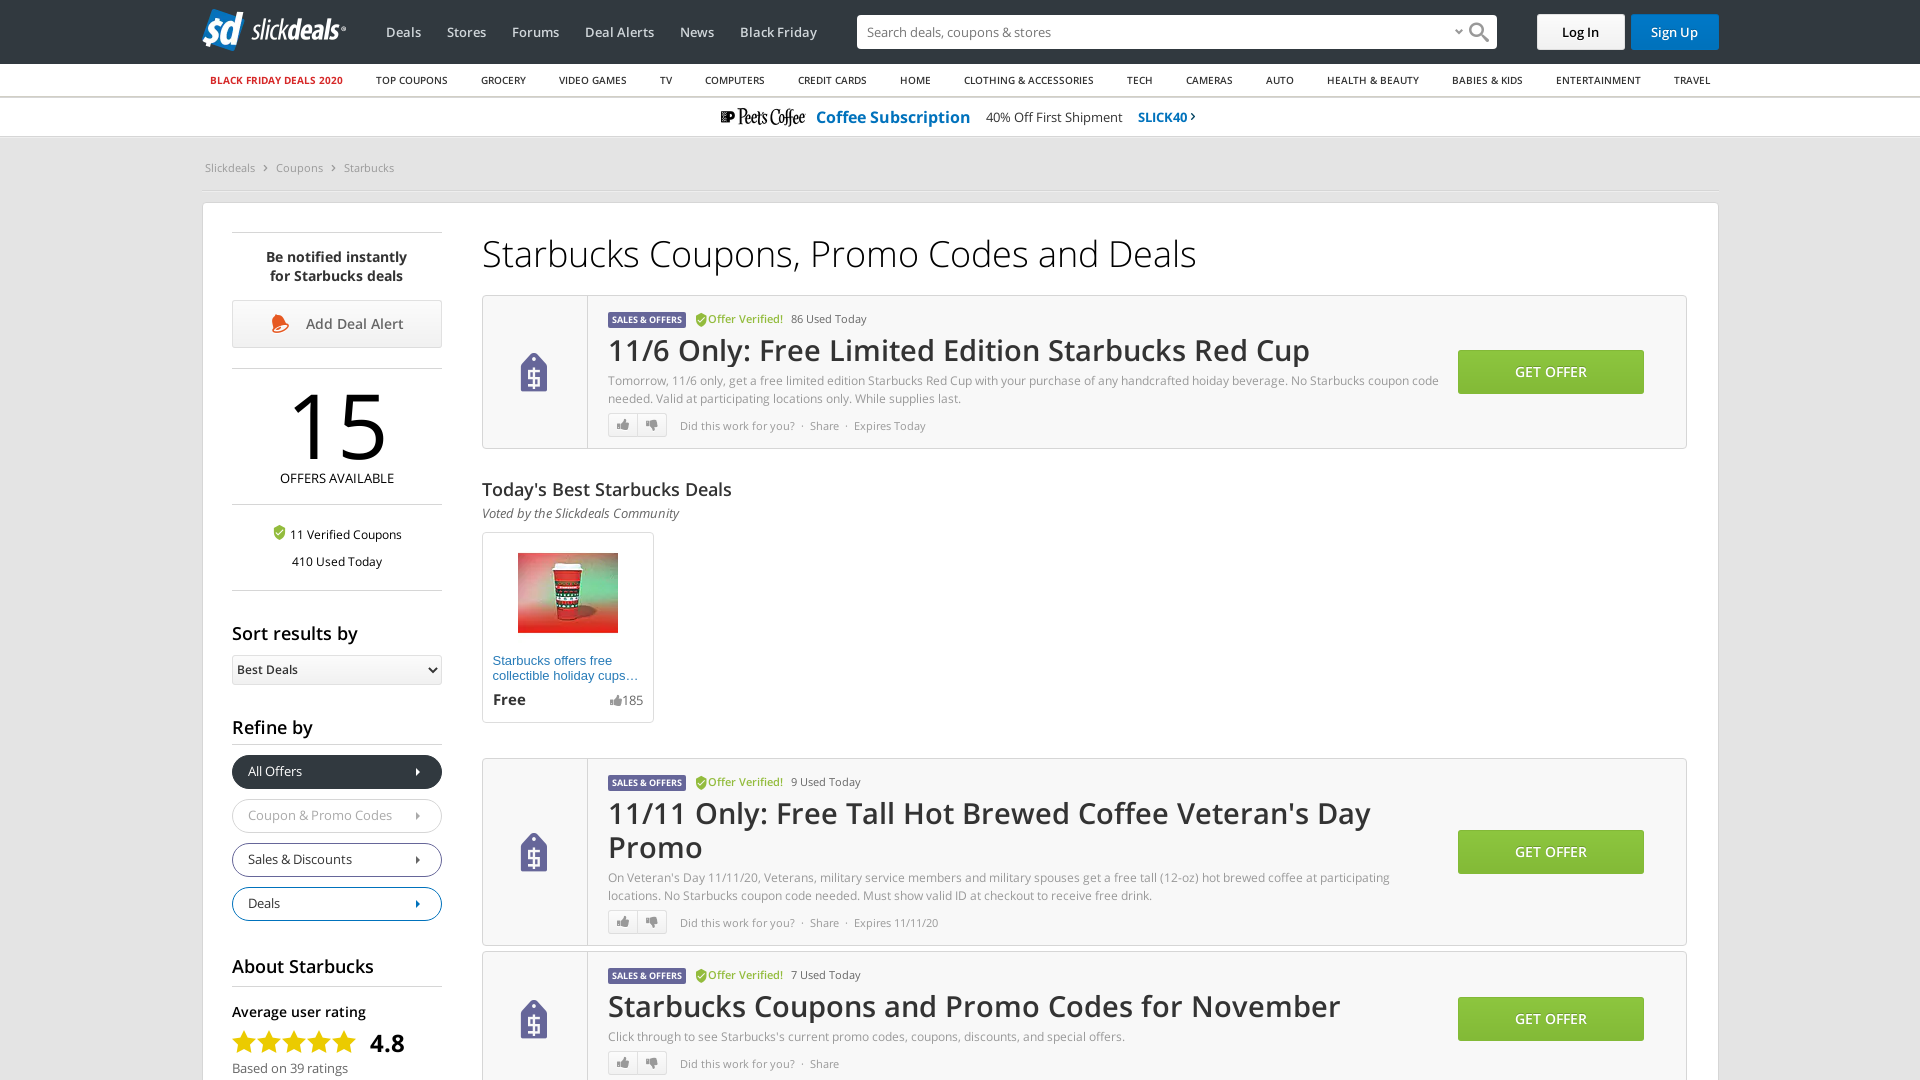 sd slickdeals
Deals
Stores
Forums
Deal Alerts
News
Black Friday
Search deals, coupons & stores
Log In
Sign Up
BLACK FRIDAY DEALS 2020
TOP COUPONS
GROCERY
VIDEO GAMES
TV
COMPUTERS
CREDIT CARDS
HOME
CLOTHING & ACCESSORIES
TECH
CAMERAS
AUTO
HEALTH & BEAUTY
BABIES & KIDS
ENTERTAINMENT
TRAVEL
Peet's Coffee Coffee Subscription 40% Off First Shipment SLICK40
Slickdeals
Coupons
Starbucks
Be notified instantly
for Starbucks deals
Add Deal Alert
15
OFFERS AVAILABLE
11 Verified Coupons
410 Used Today
Sort results by
Best Deals
Refine by
All Offers
Coupon & Promo Codes
Sales & Discounts
Deals
About Starbucks
Average user rating
4.8
Based on 39 ratings
Starbucks Coupons, Promo Codes and Deals
SALES & OFFERS Offer Verified! 86 Used Today
11/6 Only: Free Limited Edition Starbucks Red Cup
Tomorrow, 11/6 only, get a free limited edition Starbucks Red Cup with your purchase of any handcrafted hoiday beverage. No Starbucks coupon code
needed. Valid at participating locations only. While supplies last.
Did this work for you? · Share · Expires Today
GET OFFER
Today's Best Starbucks Deals
Voted by the Slickdeals Community
Starbucks offers free
collectible holiday cups…
Free
185
SALES & OFFERS Offer Verified! 9 Used Today
11/11 Only: Free Tall Hot Brewed Coffee Veteran's Day
Promo
On Veteran's Day 11/11/20, Veterans, military service members and military spouses get a free tall (12-oz) hot brewed coffee at participating
locations. No Starbucks coupon code needed. Must show valid ID at checkout to receive free drink.
Did this work for you? · Share · Expires 11/11/20
GET OFFER
SALES & OFFERS Offer Verified! 7 Used Today
Starbucks Coupons and Promo Codes for November
Click through to see Starbucks's current promo codes, coupons, discounts, and special offers.
Did this work for you? · Share
GET OFFER